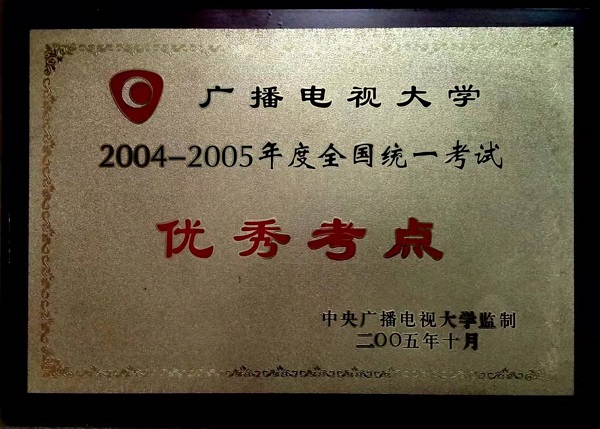 广播电视大学
2004-2005年度全国统一考试
优秀考点
中央广播电视大学监制
二〇〇五年十月